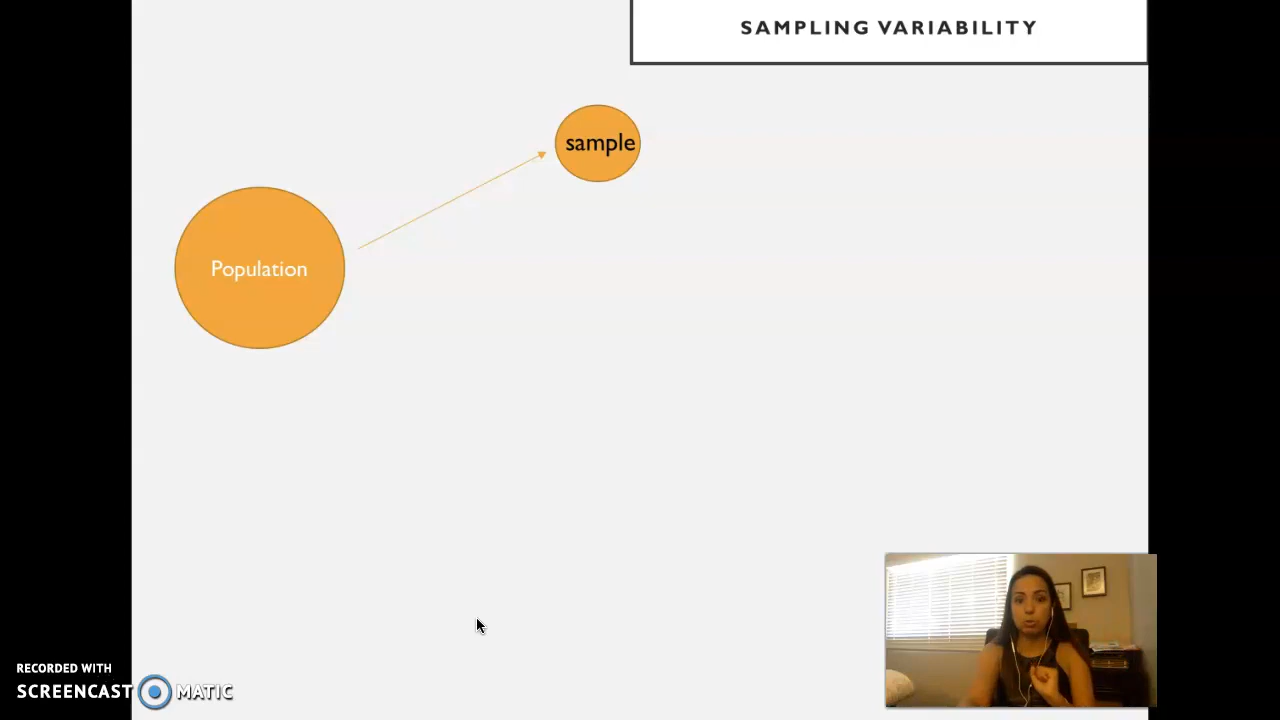 SAMPLING VARIABILITY
sample
Population
RECORDED WITH
SCREENCAST MATIC